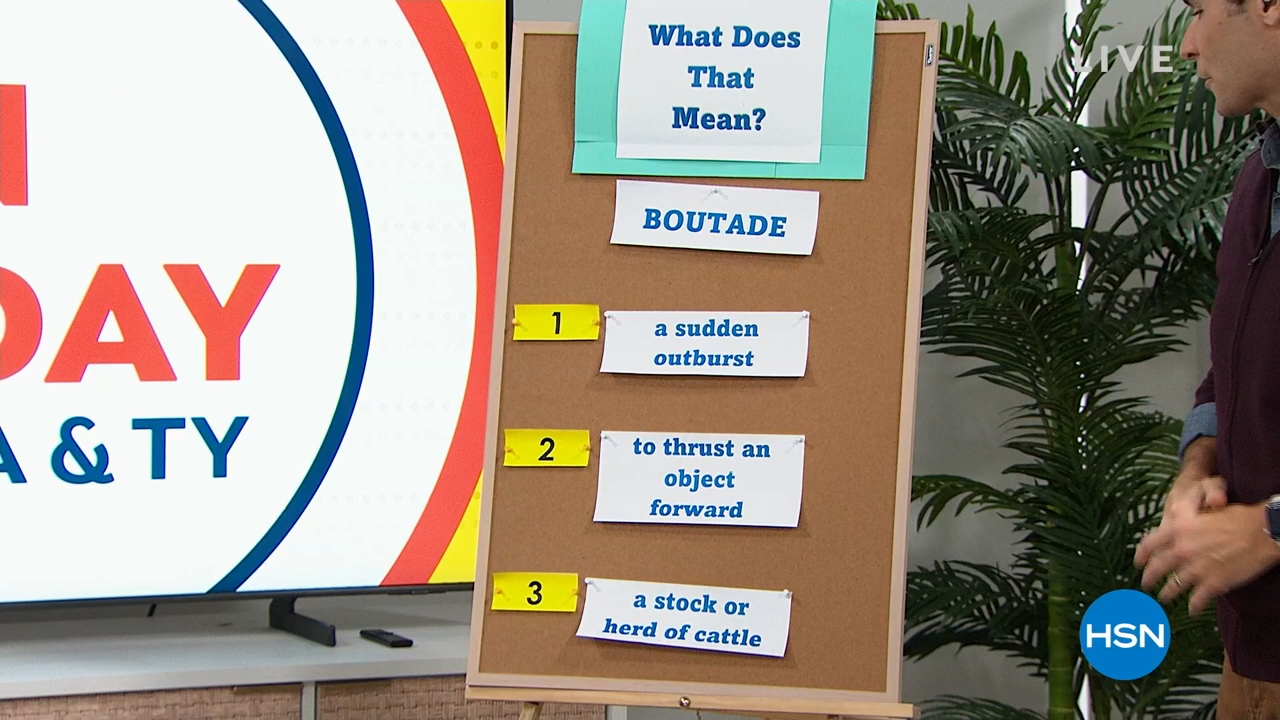 DAY
& TY
What Does
That
Mean?
BOUTADE
1
a sudden
outburst
2
to thrust an
object
forward
3
a stock or
herd of cattle
LIVE
HSN